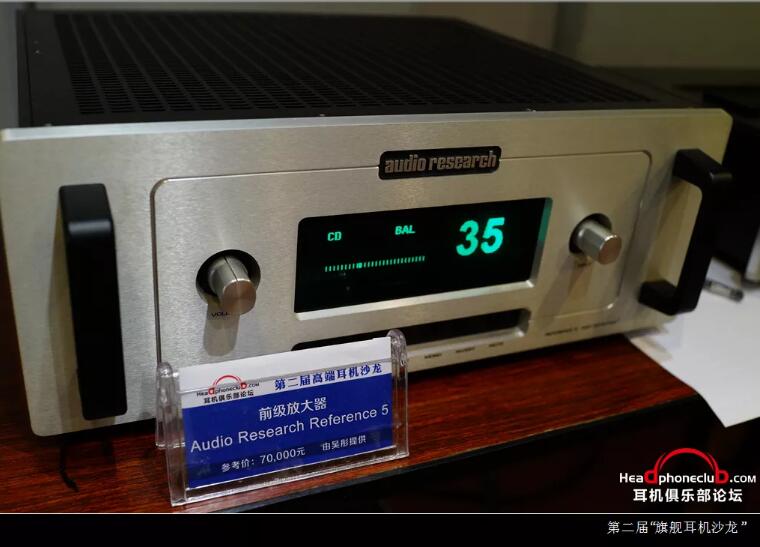 audio research
CD BAL 35
VOLUME
HeadphonecluB.COM 第二届高端耳机沙龙
耳机俱乐部论坛
前级放大器
Audio Research Reference 5
参考价：70,000元 由吴彤提供
HeadphonecluB.com
耳机俱乐部论坛
第二届“旗舰耳机沙龙”